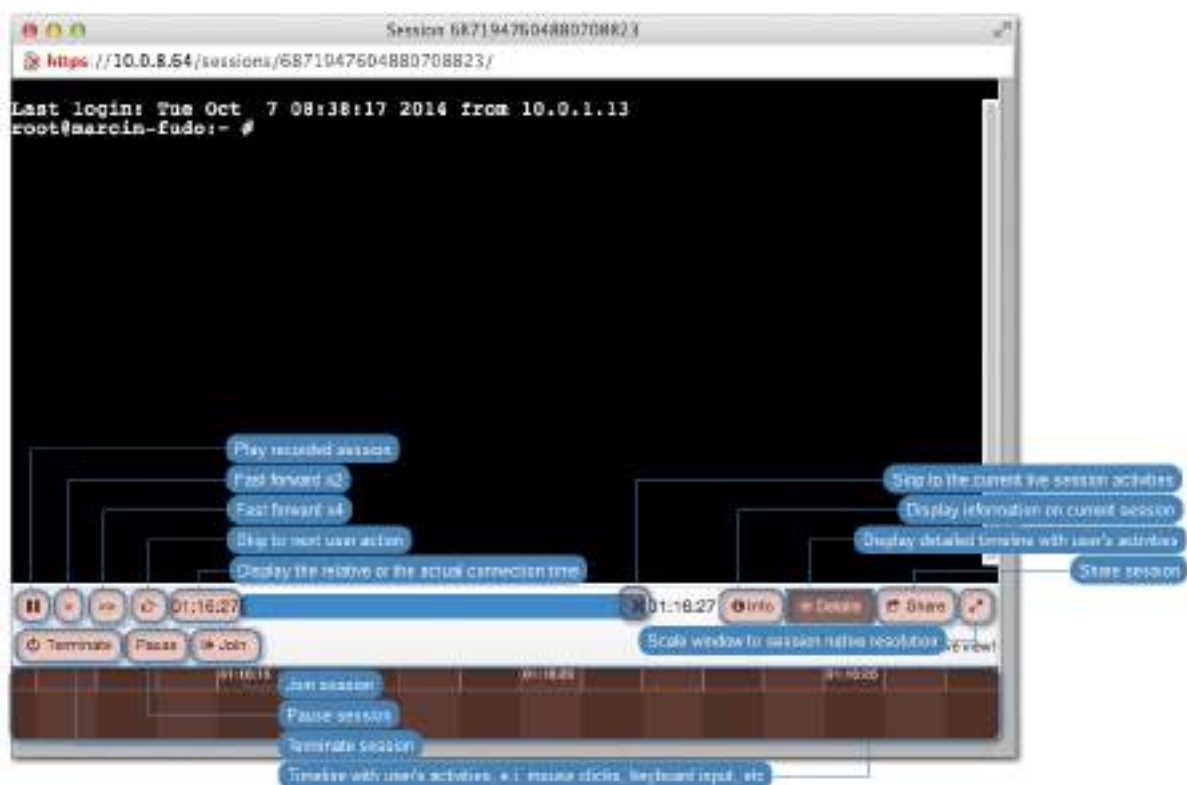 Session 6871947604880708823
https://10.0.8.64/sessions/6871947604880708823/
Last login: Tue Oct 7 08:38:17 2014 from 10.0.1.13
root@marcin-fudo:~ #
Play recorded session
Fast forward x2
Fast forward x4
Skip to next user action
Display the relative or the actual connection time
Skip to the current live session activities
Display information on current session
Display detailed timeline with user's activities
Share session
01:16:27
01:16:27
Info
Details
Share
Terminate
Pause
Join
Scale window to session native resolution
Join session
Pause session
Terminate session
Timeline with user's activities, e.i. mouse clicks, keyboard input, etc